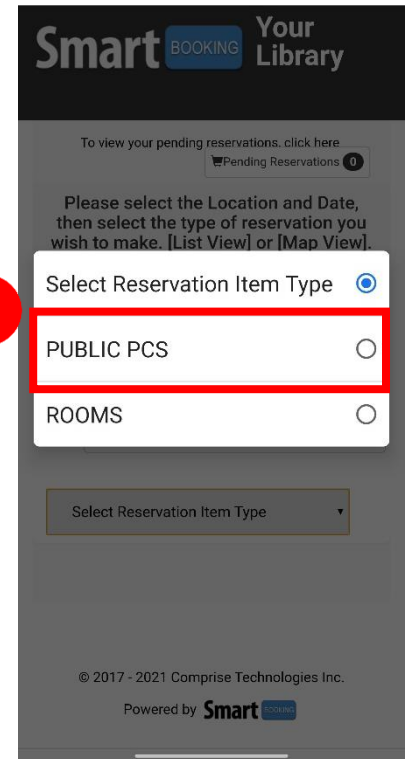 Smart BOOKING Your Library
To view your pending reservations, click here
Pending Reservations 0
Please select the Location and Date,
then select the type of reservation you
wish to make. [List View] or [Map View].
Select Reservation Item Type
PUBLIC PCS
ROOMS
Select Reservation Item Type
© 2017 - 2021 Comprise Technologies Inc.
Powered by Smart BOOKING